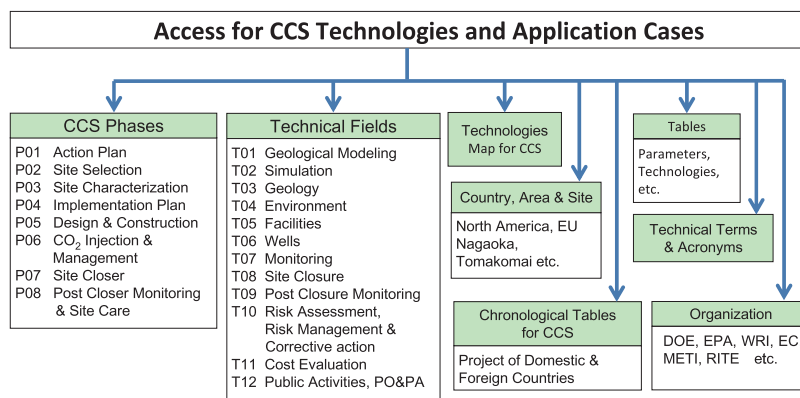 Access for CCS Technologies and Application Cases
CCS Phases
P01 Action Plan
P02 Site Selection
P03 Site Characterization
P04 Implementation Plan
P05 Design & Construction
P06 CO2 Injection &
Management
P07 Site Closer
P08 Post Closer Monitoring
& Site Care
Technical Fields
T01 Geological Modeling
T02 Simulation
T03 Geology
T04 Environment
T05 Facilities
T06 Wells
T07 Monitoring
T08 Site Closure
T09 Post Closure Monitoring
T10 Risk Assessment,
Risk Management &
Corrective action
T11 Cost Evaluation
T12 Public Activities, PO&PA
Technologies
Map for CCS
Country, Area & Site
North America, EU
Nagaoka,
Tomakomai etc.
Chronological Tables
for CCS
Project of Domestic &
Foreign Countries
Tables
Parameters,
Technologies,
etc.
Technical Terms
& Acronyms
Organization
DOE, EPA, WRI, EC
METI, RITE etc.